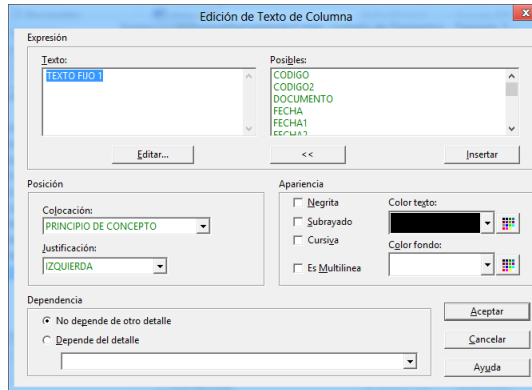 Edición de Texto de Columna
x
Expresión
Texto:
TEXTO FIJO 1
Posibles:
CODIGO
CODIGO2
DOCUMENTO
FECHA
FECHA1
FECHA2
Editar...
<<
Insertar
Posición
Colocación:
PRINCIPIO DE CONCEPTO
Justificación:
IZQUIERDA
Apariencia
Negrita
Subrayado
Cursiva
Es Multilinea
Color texto:
Color fondo:
Dependencia
No depende de otro detalle
Depende del detalle
Aceptar
Cancelar
Ayuda